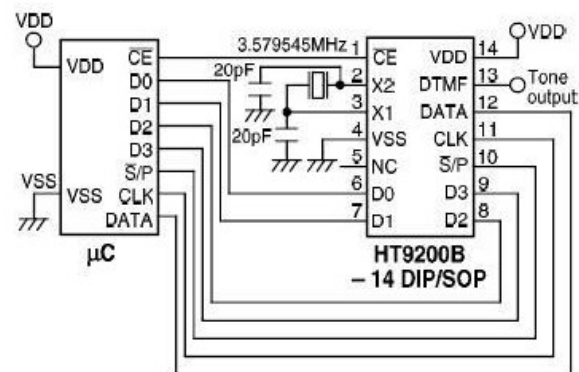 VDD
VDD
C̅E̅
D0
D1
D2
D3
S̅/P
CLK
DATA
VSS
VSS
μC
3.579545MHz
20pF
20pF
1
2
3
4
5
6
7
C̅E̅
X2
X1
VSS
NC
D0
D1
VDD
DTMF
DATA
CLK
S̅/P
D3
D2
14
13
12
11
10
9
8
VDD
Tone
output
HT9200B
– 14 DIP/SOP